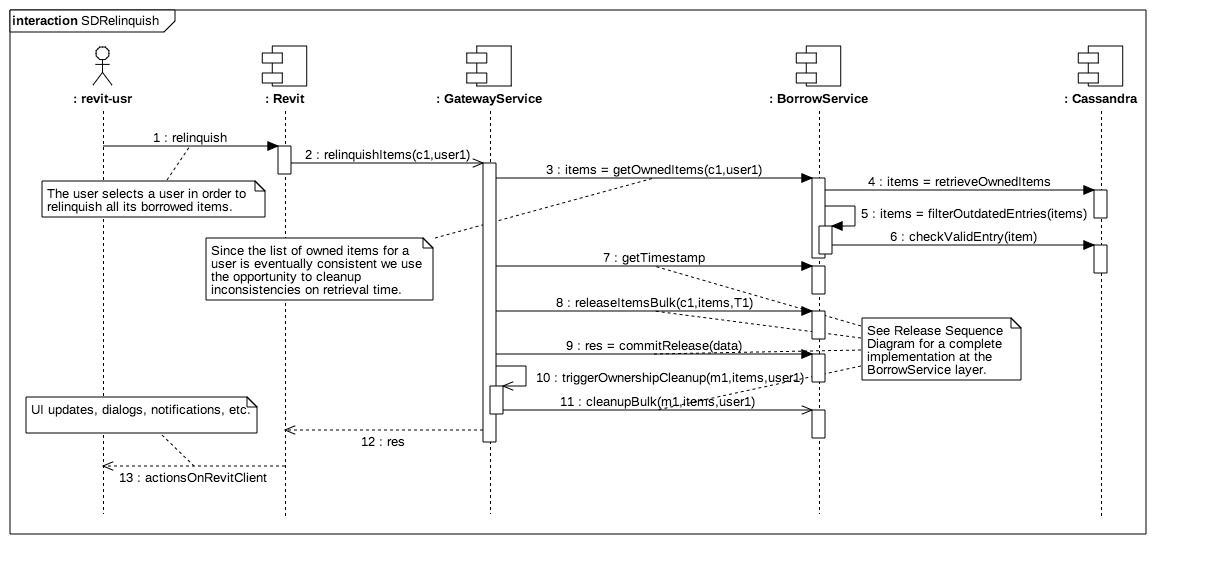 interaction SDRelinquish
: revit-usr
: Revit
: GatewayService
: BorrowService
: Cassandra
1 : relinquish
2 : relinquishItems(c1,user1)
3 : items = getOwnedItems(c1,user1)
4 : items = retrieveOwnedItems
The user selects a user in order to
relinquish all its borrowed items.
5 : items = filterOutdatedEntries(items)
6 : checkValidEntry(item)
Since the list of owned items for a
user is eventually consistent we use
the opportunity to cleanup
inconsistencies on retrieval time.
7 : getTimestamp
8 : releaseItemsBulk(c1,items,T1)
See Release Sequence
Diagram for a complete
implementation at the
BorrowService layer.
9 : res = commitRelease(data)
10 : triggerOwnershipCleanup(m1,items,user1)
11 : cleanupBulk(m1,items,user1)
UI updates, dialogs, notifications, etc.
12 : res
13 : actionsOnRevitClient